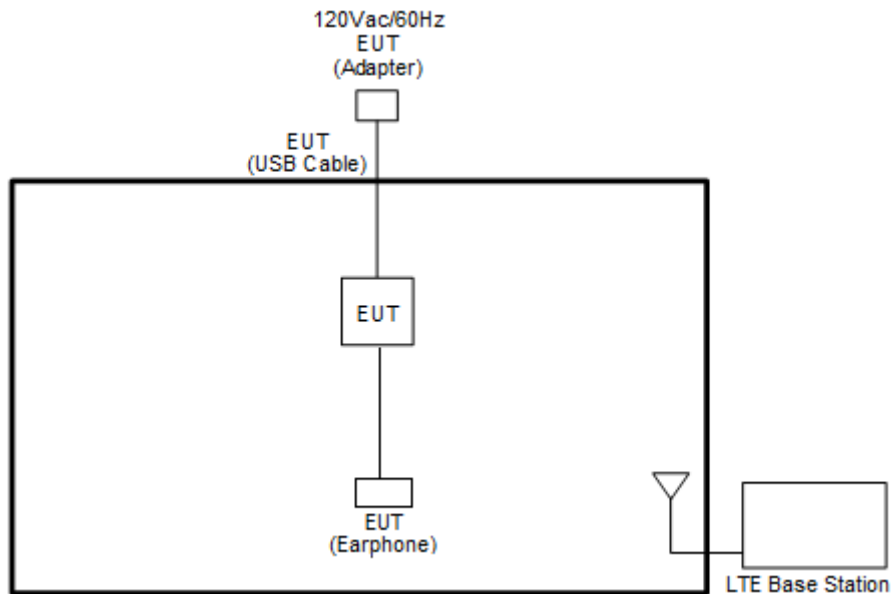 120Vac/60Hz
EUT
(Adapter)
EUT
(USB Cable)
EUT
EUT
(Earphone)
LTE Base Station